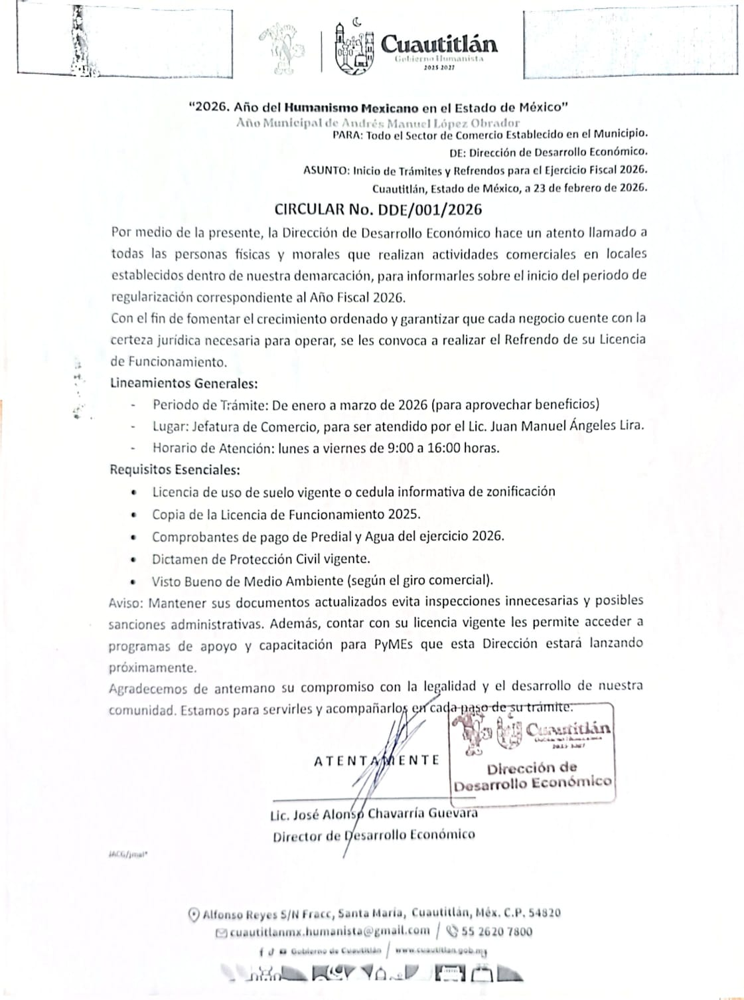 Cuautitlán
Gobierno Humanista
2025 2027
"2026. Año del Humanismo Mexicano en el Estado de México"
Año Municipal de Andrés Manuel López Obrador
PARA: Todo el Sector de Comercio Establecido en el Municipio.
DE: Dirección de Desarrollo Económico.
ASUNTO: Inicio de Trámites y Refrendos para el Ejercicio Fiscal 2026.
Cuautitlán, Estado de México, a 23 de febrero de 2026.
CIRCULAR No. DDE/001/2026
Por medio de la presente, la Dirección de Desarrollo Económico hace un atento llamado a
todas las personas físicas y morales que realizan actividades comerciales en locales
establecidos dentro de nuestra demarcación, para informarles sobre el inicio del periodo de
regularización correspondiente al Año Fiscal 2026.
Con el fin de fomentar el crecimiento ordenado y garantizar que cada negocio cuente con la
certeza jurídica necesaria para operar, se les convoca a realizar el Refrendo de su Licencia
de Funcionamiento.
Lineamientos Generales:
- Periodo de Trámite: De enero a marzo de 2026 (para aprovechar beneficios)
- Lugar: Jefatura de Comercio, para ser atendido por el Lic. Juan Manuel Ángeles Lira.
- Horario de Atención: lunes a viernes de 9:00 a 16:00 horas.
Requisitos Esenciales:
• Licencia de uso de suelo vigente o cedula informativa de zonificación
• Copia de la Licencia de Funcionamiento 2025.
• Comprobantes de pago de Predial y Agua del ejercicio 2026.
• Dictamen de Protección Civil vigente.
• Visto Bueno de Medio Ambiente (según el giro comercial).
Aviso: Mantener sus documentos actualizados evita inspecciones innecesarias y posibles
sanciones administrativas. Además, contar con su licencia vigente les permite acceder a
programas de apoyo y capacitación para PyMEs que esta Dirección estará lanzando
próximamente.
Agradecemos de antemano su compromiso con la legalidad y el desarrollo de nuestra
comunidad. Estamos para servirles y acompañarlos en cada paso de su trámite.
Cuautitlán
Dirección de
Desarrollo Económico
ATENTAMENTE
Lic. José Alonso Chavarría Guevara
Director de Desarrollo Económico
JACG/jmal*
Alfonso Reyes S/N Fracc, Santa María, Cuautitlán, Méx. C.P. 54820
cuautitlanmx.humanista@gmail.com / 55 2620 7800
Gobierno de Cuautitlán / www.cuautitlan.gob.mx